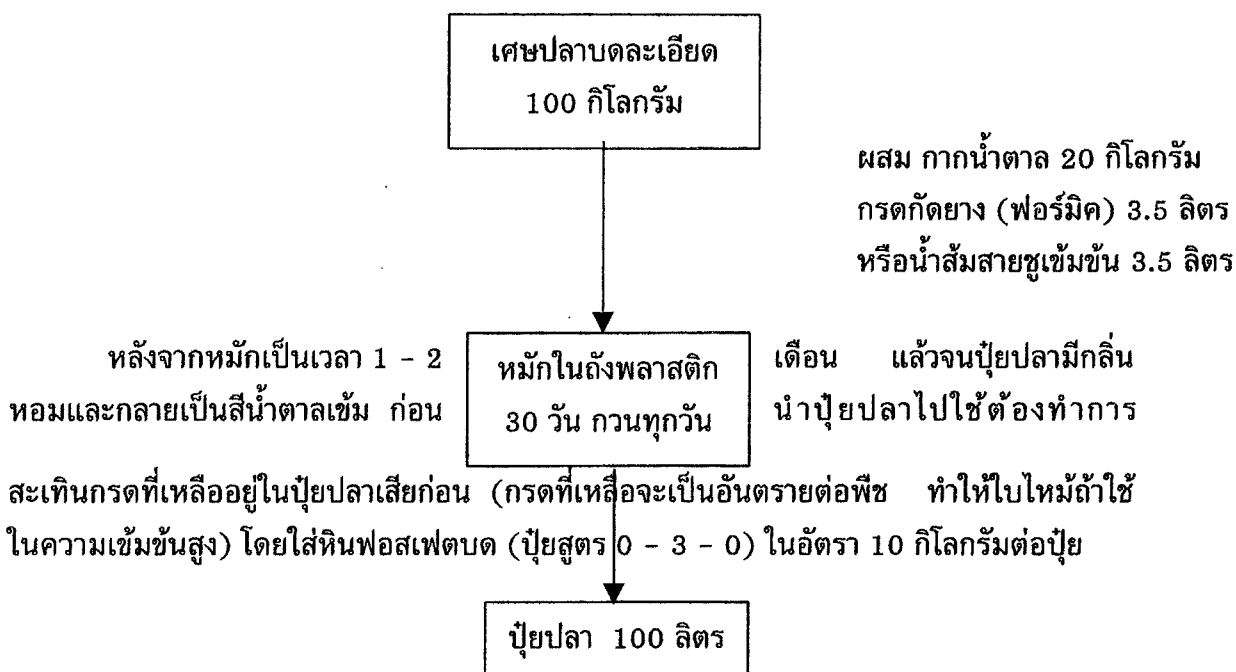 เศษปลาบดละเอียด
100 กิโลกรัม
ผสม กากน้ำตาล 20 กิโลกรัม
กรดกัดยาง (ฟอร์มิค) 3.5 ลิตร
หรือน้ำส้มสายชูเข้มข้น 3.5 ลิตร
หมักในถังพลาสติก
30 วัน กวนทุกวัน
หลังจากหมักเป็นเวลา 1 - 2 เดือน แล้วจนปุ๋ยปลามีกลิ่น
หอมและกลายเป็นสีน้ำตาลเข้ม ก่อน นำปุ๋ยปลาไปใช้ต้องทำการ
สะเทินกรดที่เหลืออยู่ในปุ๋ยปลาเสียก่อน (กรดที่เหลือจะเป็นอันตรายต่อพืช ทำให้ใบไหม้ถ้าใช้
ในความเข้มข้นสูง) โดยใส่หินฟอสเฟตบด (ปุ๋ยสูตร 0 - 3 - 0) ในอัตรา 10 กิโลกรัมต่อปุ๋ย
ปุ๋ยปลา 100 ลิตร